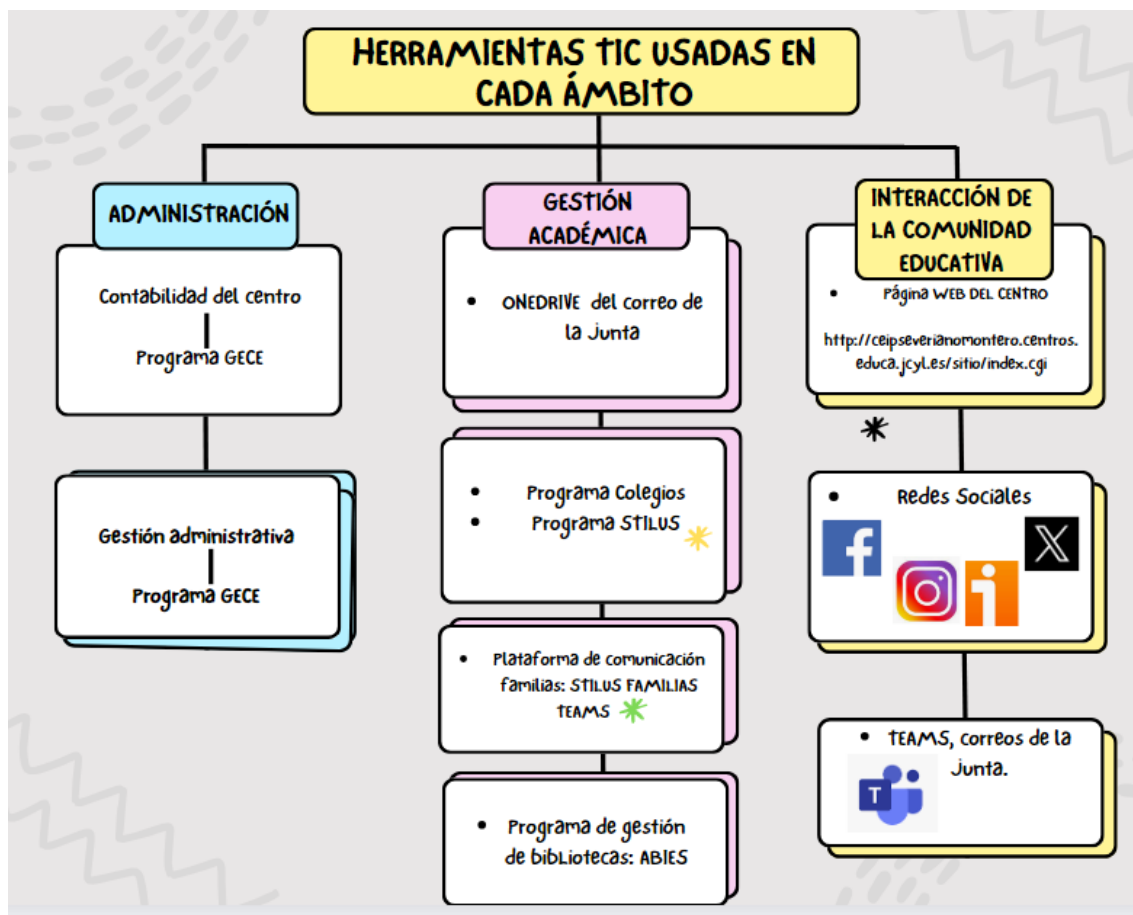 HERRAMIENTAS TIC USADAS EN
CADA ÁMBITO
ADMINISTRACIÓN
Contabilidad del centro
Programa GECE
Gestión administrativa
Programa GECE
GESTIÓN
ACADÉMICA
• ONEDRIVE del correo de
la Junta
• Programa Colegios
• Programa STILUS
• Plataforma de comunicación
familias: STILUS FAMILIAS
TEAMS
• Programa de gestión
de bibliotecas: ABIES
INTERACCIÓN DE
LA COMUNIDAD
EDUCATIVA
• Página WEB DEL CENTRO
http://ceipseverianomontero.centros.
educa.jcyl.es/sitio/index.cgi
• Redes Sociales
• TEAMS, correos de la
Junta.
T